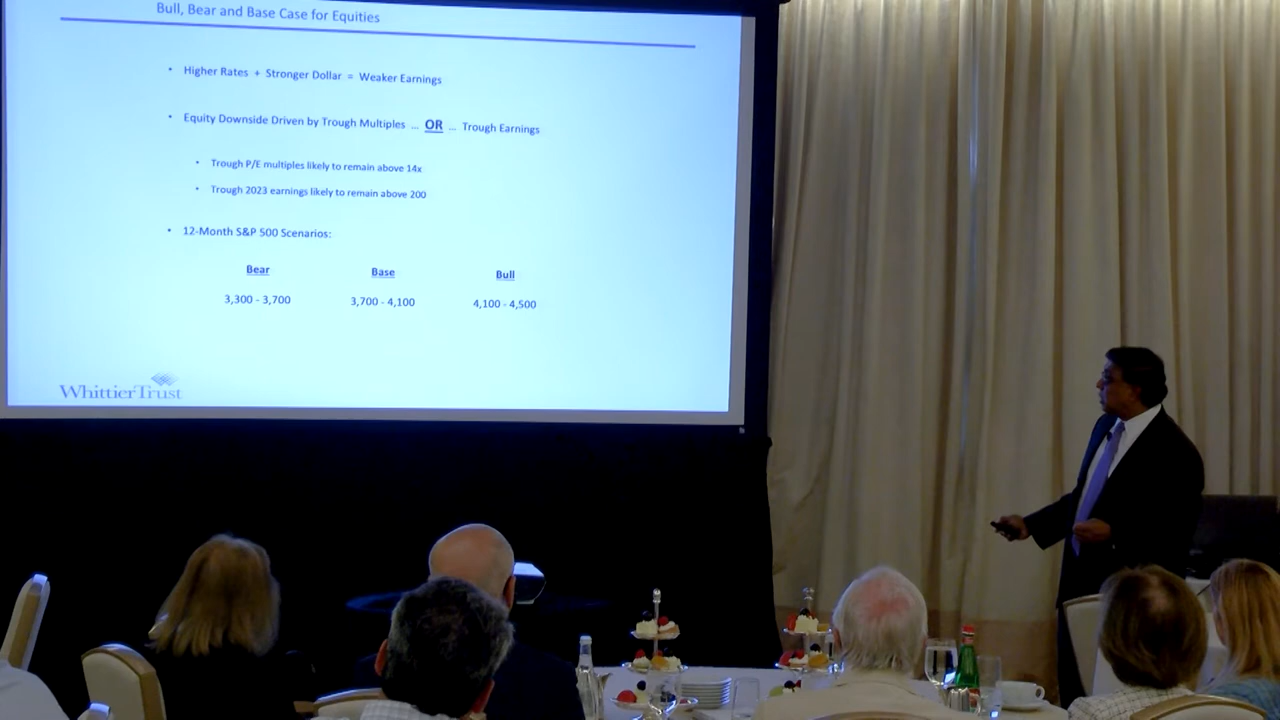 Bull, Bear and Base Case for Equities
• Higher Rates + Stronger Dollar = Weaker Earnings
• Equity Downside Driven by Trough Multiples ... OR ... Trough Earnings
• Trough P/E multiples likely to remain above 14x
• Trough 2023 earnings likely to remain above 200
• 12-Month S&P 500 Scenarios:
Bear Base Bull
3,300 - 3,700 3,700 - 4,100 4,100 - 4,500
WhittierTrust